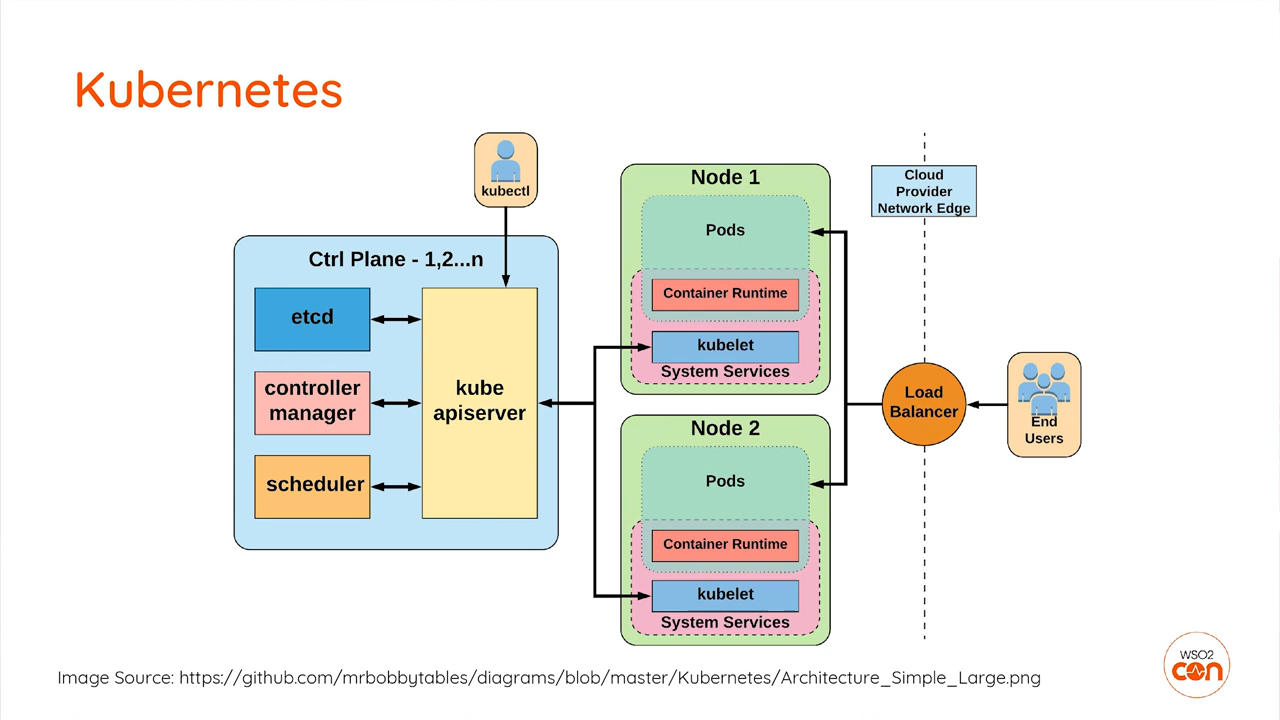 Kubernetes
kubectl
Ctrl Plane - 1,2...n
etcd
controller
manager
scheduler
kube
apiserver
Node 1
Pods
Container Runtime
kubelet
System Services
Node 2
Pods
Container Runtime
kubelet
System Services
Cloud
Provider
Network Edge
Load
Balancer
End
Users
Image Source: https://github.com/mrbobbytables/diagrams/blob/master/Kubernetes/Architecture_Simple_Large.png
WSO2
CON